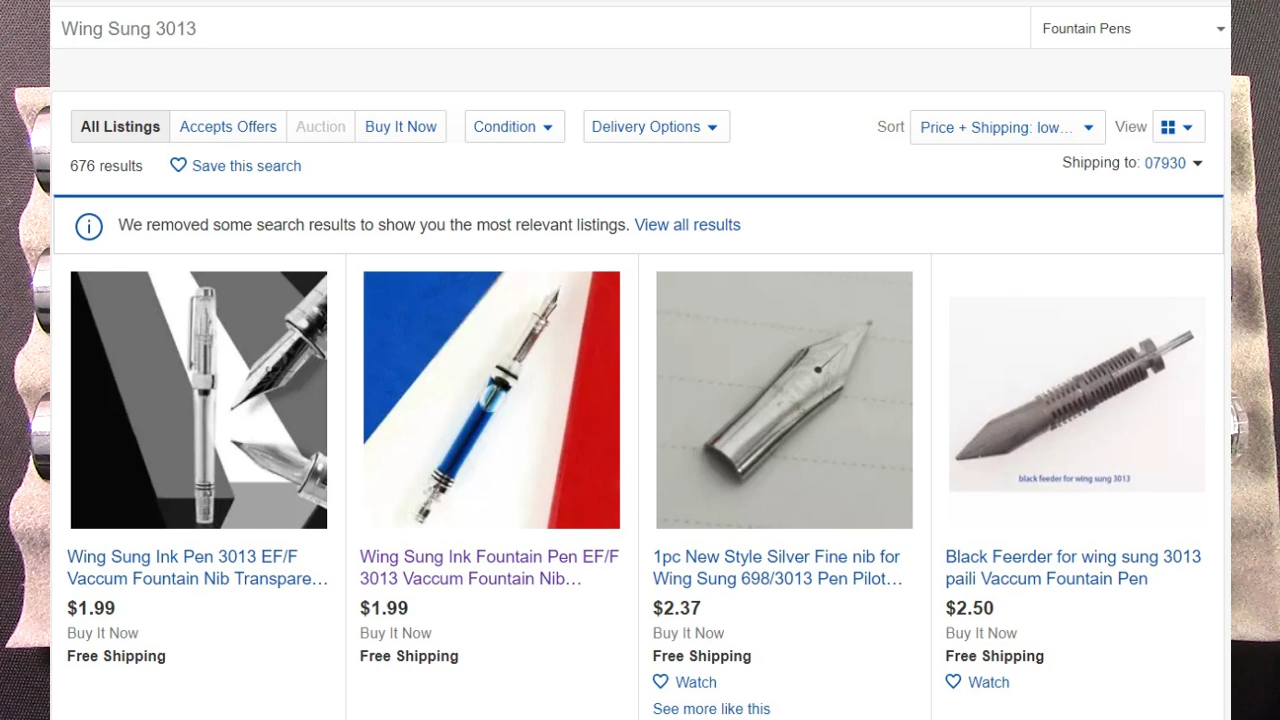 Wing Sung 3013
Fountain Pens
All Listings
Accepts Offers
Auction
Buy It Now
Condition
Delivery Options
Sort
Price + Shipping: low...
View
676 results
Save this search
Shipping to: 07930
We removed some search results to show you the most relevant listings. View all results
black feeder for wing sung 3013
Wing Sung Ink Pen 3013 EF/F
Vaccum Fountain Nib Transpare...
$1.99
Buy It Now
Free Shipping
Wing Sung Ink Fountain Pen EF/F
3013 Vaccum Fountain Nib...
$1.99
Buy It Now
Free Shipping
1pc New Style Silver Fine nib for
Wing Sung 698/3013 Pen Pilot...
$2.37
Buy It Now
Free Shipping
Watch
See more like this
Black Feerder for wing sung 3013
paili Vaccum Fountain Pen
$2.50
Buy It Now
Free Shipping
Watch